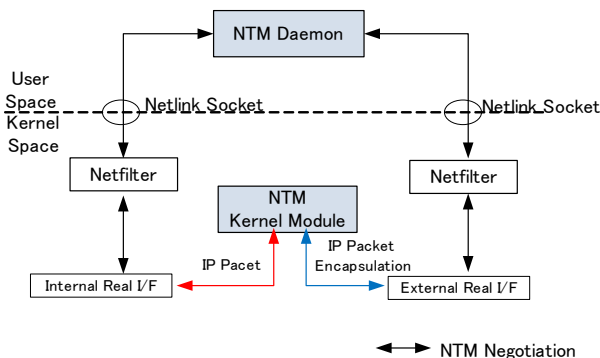 NTM Daemon
User
Space
Netlink Socket
Netlink Socket
Kernel
Space
Netfilter
Netfilter
NTM
Kernel Module
IP Pacet
IP Packet
Encapsulation
Internal Real I/F
External Real I/F
NTM Negotiation